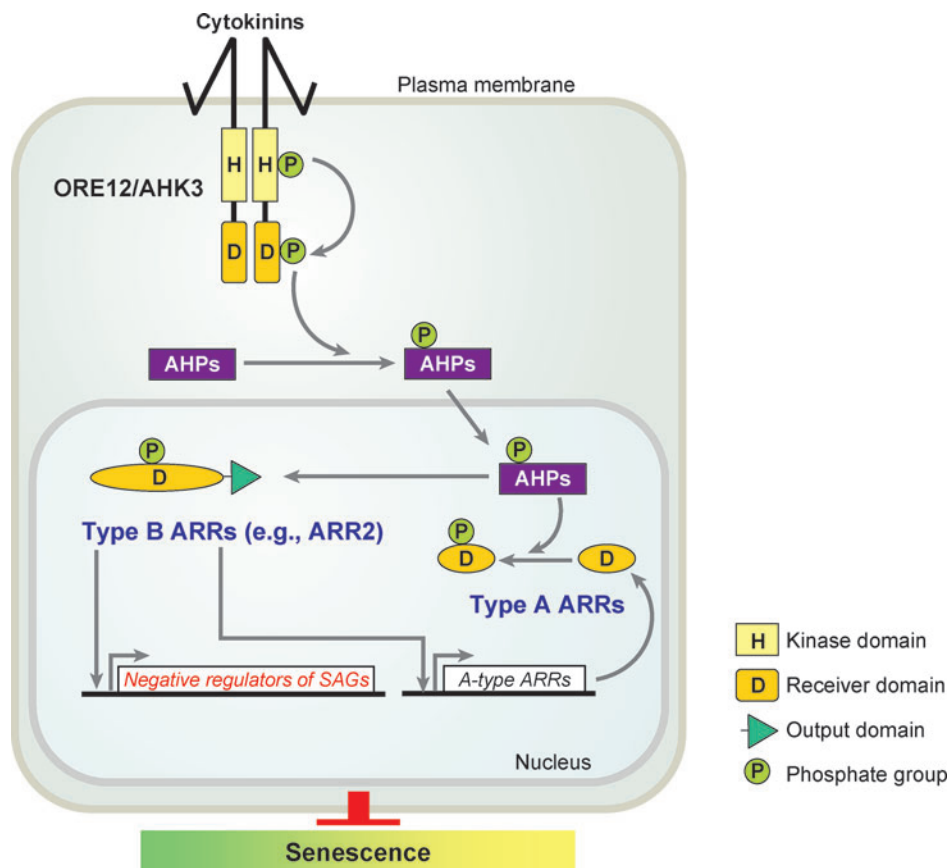 Cytokinins
Plasma membrane
H H P
ORE12/AHK3
D D P
P
AHPs AHPs
P P
D AHPs
Type B ARRs (e.g., ARR2)
P
D D
Type A ARRs
Negative regulators of SAGs A-type ARRs
Nucleus
H Kinase domain
D Receiver domain
Output domain
P Phosphate group
Senescence